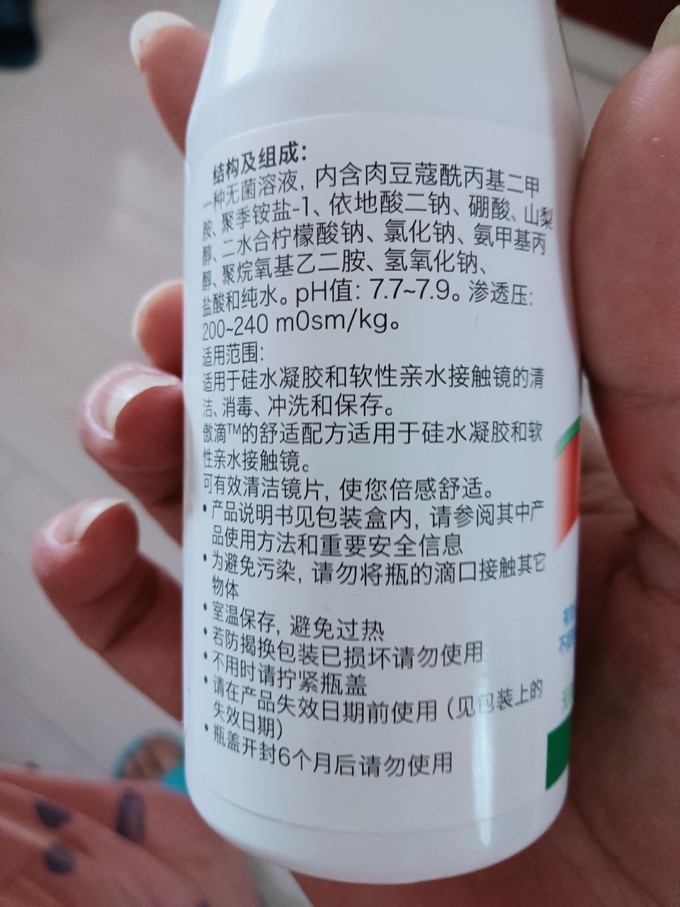 结构及组成：
一种无菌溶液，内含肉豆蔻酰丙基二甲
胺、聚季铵盐-1、依地酸二钠、硼酸、山梨
醇、二水合柠檬酸钠、氯化钠、氨甲基丙
醇、聚烷氧基乙二胺、氢氧化钠、
盐酸和纯水。pH值：7.7~7.9。渗透压：
200~240 m0sm/kg。
适用范围：
适用于硅水凝胶和软性亲水接触镜的清
洁、消毒、冲洗和保存。
傲滴™的舒适配方适用于硅水凝胶和软
性亲水接触镜。
可有效清洁镜片，使您倍感舒适。
•产品说明书见包装盒内，请参阅其中产
品使用方法和重要安全信息
•为避免污染，请勿将瓶的滴口接触其它
物体
•室温保存，避免过热
•若防揭换包装已损坏请勿使用
•不用时请拧紧瓶盖
•请在产品失效日期前使用（见包装上的
失效日期）
•瓶盖开封6个月后请勿使用